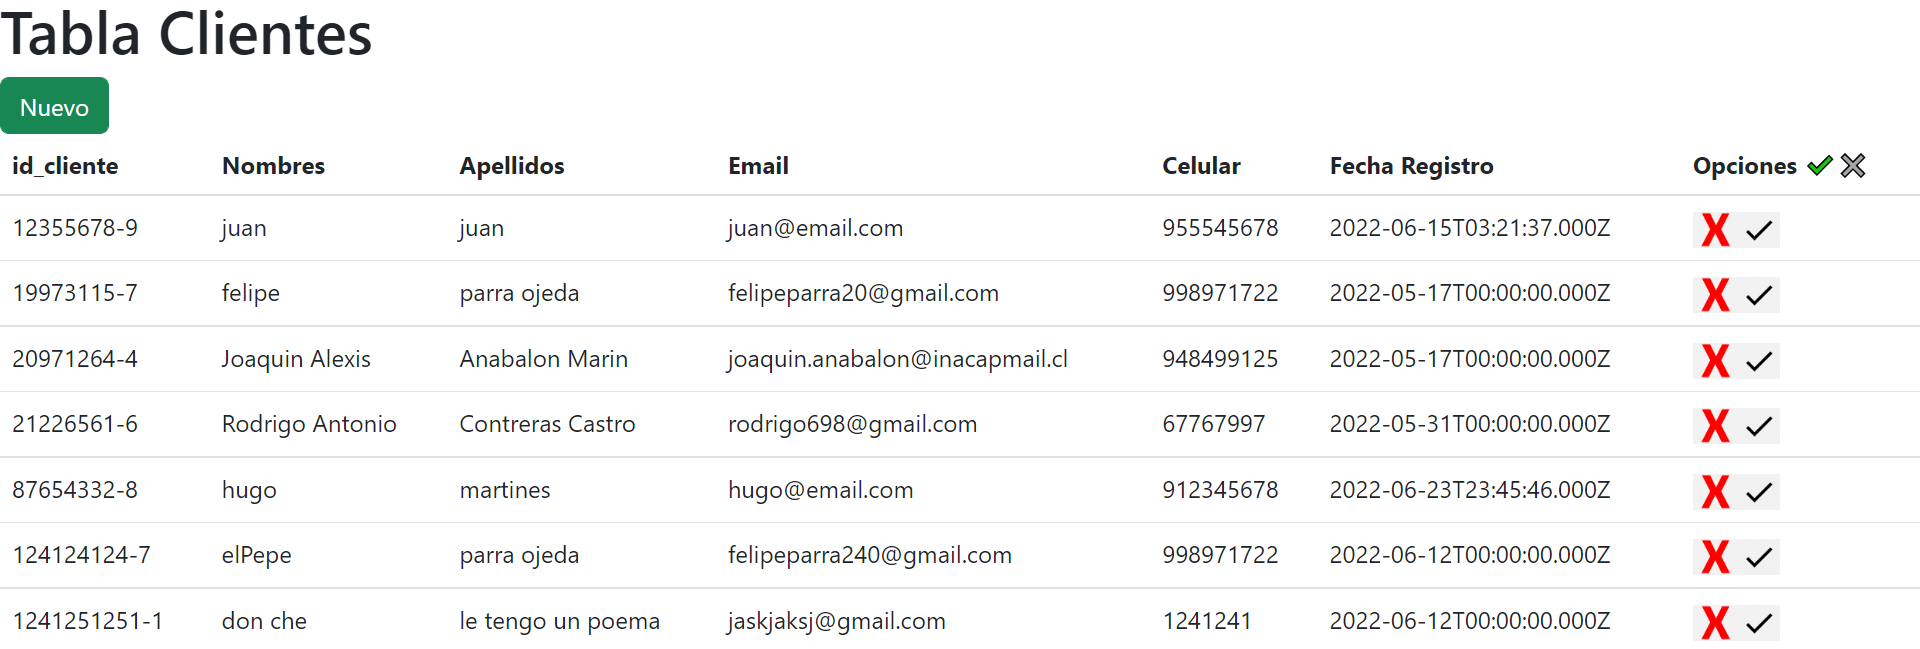 Tabla Clientes
Nuevo
id_cliente Nombres Apellidos Email Celular Fecha Registro Opciones
12355678-9 juan juan juan@email.com 955545678 2022-06-15T03:21:37.000Z
19973115-7 felipe parra ojeda felipeparra20@gmail.com 998971722 2022-05-17T00:00:00.000Z
20971264-4 Joaquin Alexis Anabalon Marin joaquin.anabalon@inacapmail.cl 948499125 2022-05-17T00:00:00.000Z
21226561-6 Rodrigo Antonio Contreras Castro rodrigo698@gmail.com 67767997 2022-05-31T00:00:00.000Z
87654332-8 hugo martines hugo@email.com 912345678 2022-06-23T23:45:46.000Z
124124124-7 elPepe parra ojeda felipeparra240@gmail.com 998971722 2022-06-12T00:00:00.000Z
1241251251-1 don che le tengo un poema jaskjaksj@gmail.com 1241241 2022-06-12T00:00:00.000Z